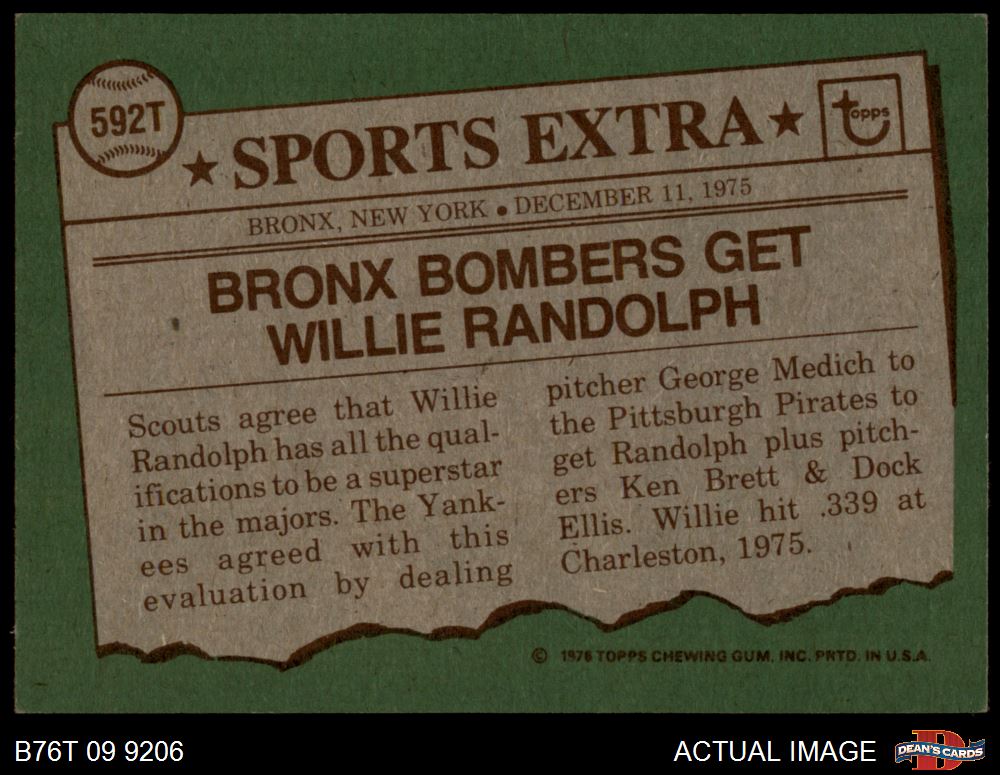 592T
★ SPORTS EXTRA ★
topps
BRONX, NEW YORK • DECEMBER 11, 1975
BRONX BOMBERS GET
WILLIE RANDOLPH
Scouts agree that Willie
Randolph has all the qual-
ifications to be a superstar
in the majors. The Yank-
ees agreed with this
evaluation by dealing
pitcher George Medich to
the Pittsburgh Pirates to
get Randolph plus pitch-
ers Ken Brett & Dock
Ellis. Willie hit .339 at
Charleston, 1975.
© 1976 TOPPS CHEWING GUM, INC. PRTD. IN U.S.A.
B76T 09 9206
ACTUAL IMAGE
D
DEAN'S CARDS